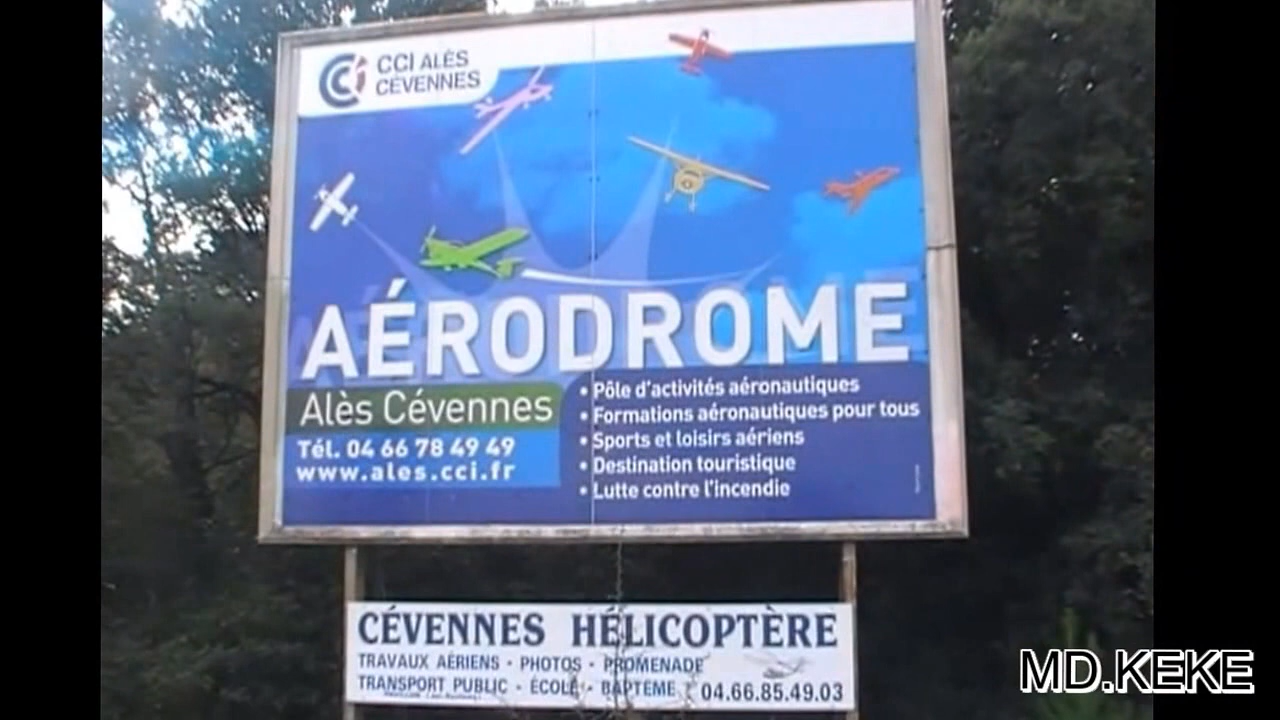 CCI ALÈS
CÉVENNES
AÉRODROME
Alès Cévennes
Tél. 04 66 78 49 49
www.ales.cci.fr
• Pôle d'activités aéronautiques
• Formations aéronautiques pour tous
• Sports et loisirs aériens
• Destination touristique
• Lutte contre l'incendie
CÉVENNES HÉLICOPTÈRE
TRAVAUX AÉRIENS - PHOTOS - PROMENADE
TRANSPORT PUBLIC - ÉCOLE - BAPTÊME
04.66.85.49.03
MD.KEKE